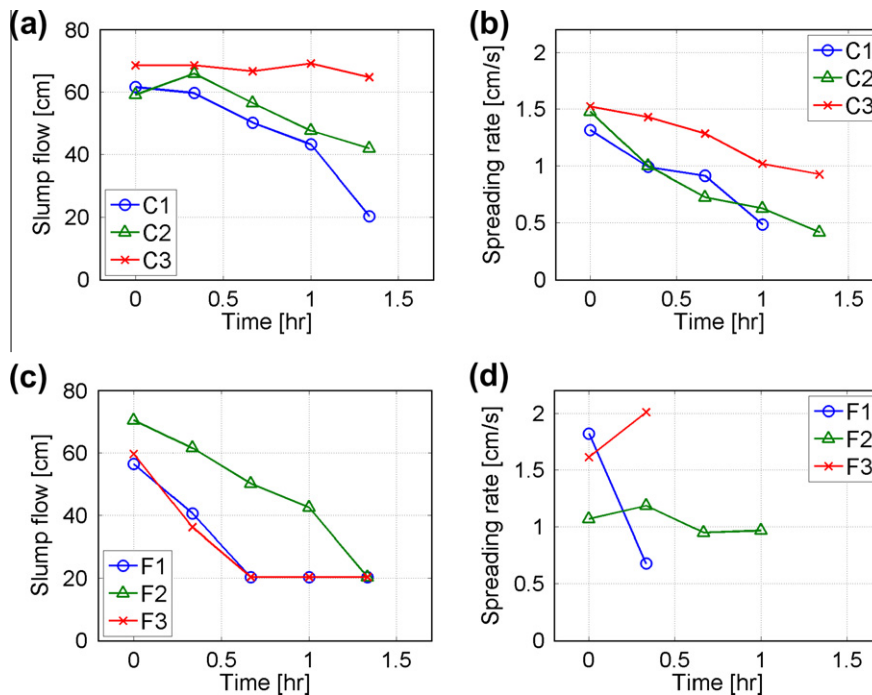 (a)
80
60
40
20
0
Slump flow [cm]
C1
C2
C3
0 0.5 1 1.5
Time [hr]
(b)
2
1.5
1
0.5
0
Spreading rate [cm/s]
C1
C2
C3
0 0.5 1 1.5
Time [hr]
(c)
80
60
40
20
0
Slump flow [cm]
F1
F2
F3
0 0.5 1 1.5
Time [hr]
(d)
2
1.5
1
0.5
0
Spreading rate [cm/s]
F1
F2
F3
0 0.5 1 1.5
Time [hr]